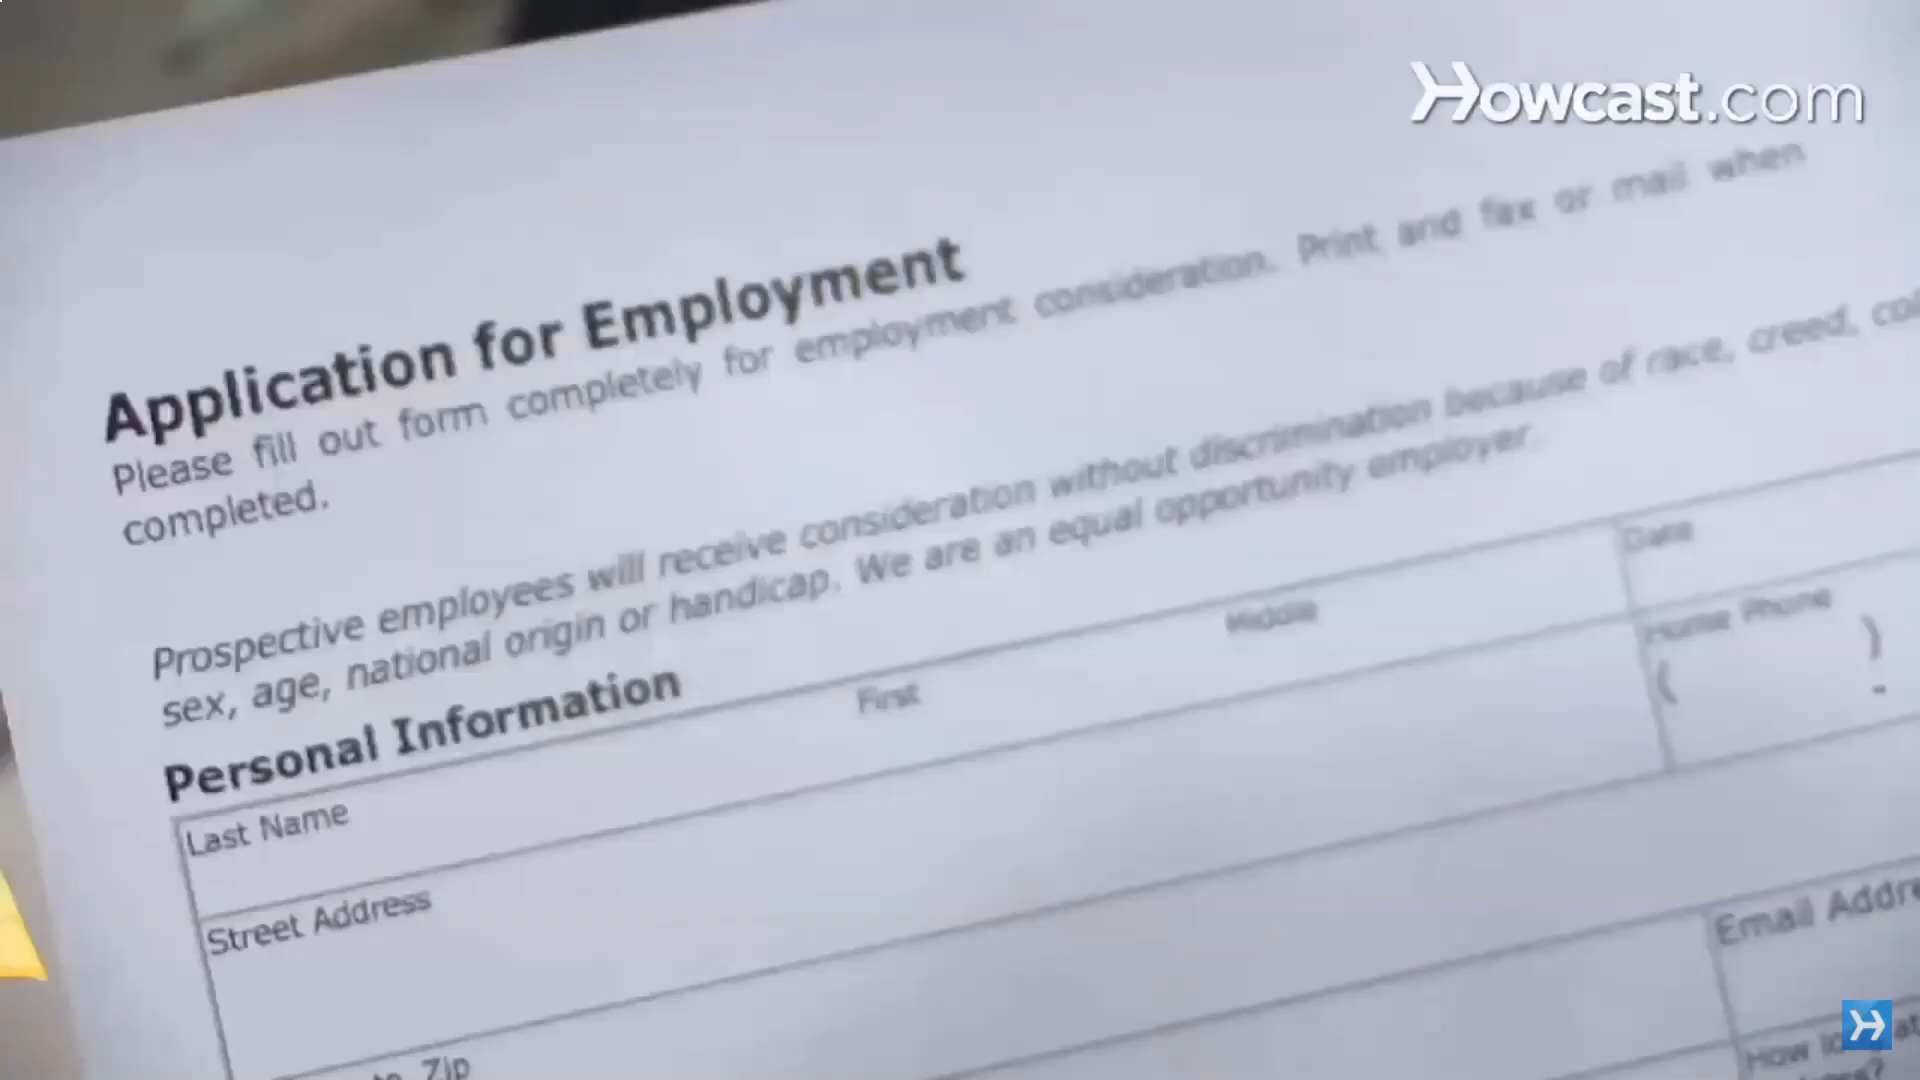 Howcast.com
Application for Employment
Please fill out form completely for employment consideration. Print and fax or mail when
completed.
Prospective employees will receive consideration without discrimination because of race, creed,
sex, age, national origin or handicap. We are an equal opportunity employer.
Personal Information
Last Name First Middle Date
Home Phone
( ) -
Street Address
Email
Zip
How